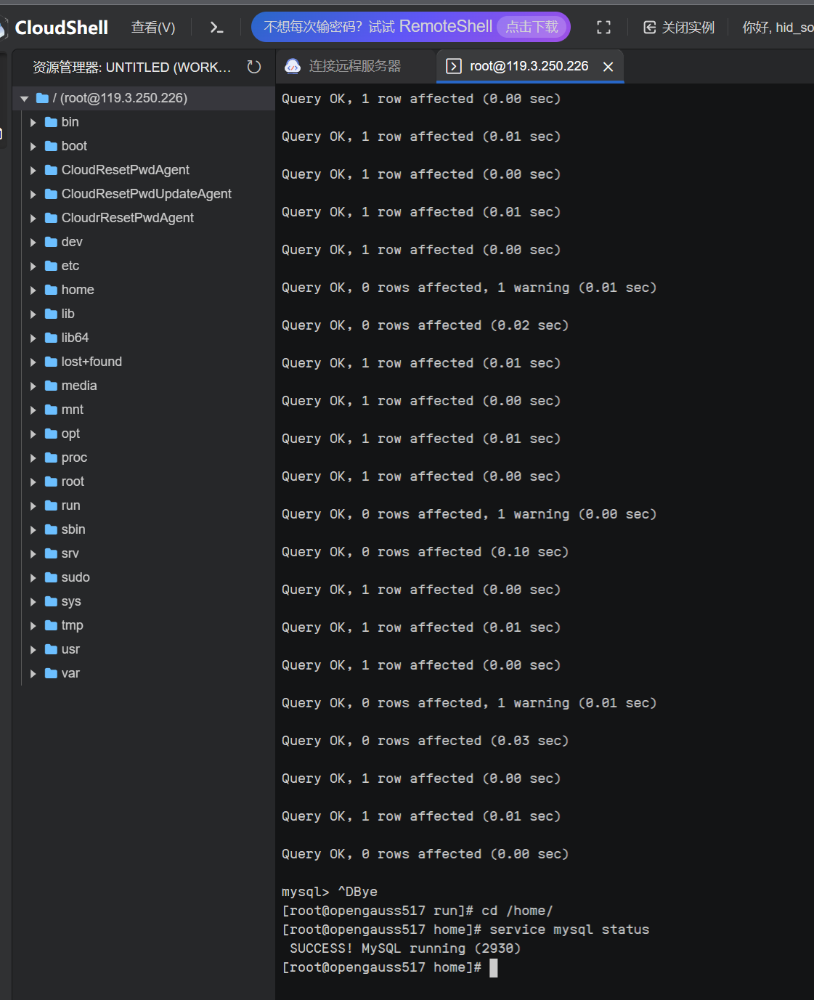 CloudShell 查看(V) 不想每次输密码？试试 RemoteShell 点击下载 关闭实例 你好, hid_so
资源管理器: UNTITLED (WORK...
连接远程服务器
root@119.3.250.226
/ (root@119.3.250.226)
bin
boot
CloudResetPwdAgent
CloudResetPwdUpdateAgent
CloudrResetPwdAgent
dev
etc
home
lib
lib64
lost+found
media
mnt
opt
proc
root
run
sbin
srv
sudo
sys
tmp
usr
var
Query OK, 1 row affected (0.00 sec)
Query OK, 1 row affected (0.01 sec)
Query OK, 1 row affected (0.00 sec)
Query OK, 1 row affected (0.01 sec)
Query OK, 1 row affected (0.00 sec)
Query OK, 0 rows affected, 1 warning (0.01 sec)
Query OK, 0 rows affected (0.02 sec)
Query OK, 1 row affected (0.01 sec)
Query OK, 1 row affected (0.00 sec)
Query OK, 1 row affected (0.01 sec)
Query OK, 1 row affected (0.00 sec)
Query OK, 0 rows affected, 1 warning (0.00 sec)
Query OK, 0 rows affected (0.10 sec)
Query OK, 1 row affected (0.00 sec)
Query OK, 1 row affected (0.01 sec)
Query OK, 1 row affected (0.00 sec)
Query OK, 0 rows affected, 1 warning (0.01 sec)
Query OK, 0 rows affected (0.03 sec)
Query OK, 1 row affected (0.00 sec)
Query OK, 1 row affected (0.01 sec)
Query OK, 0 rows affected (0.00 sec)
mysql> ^DBye
[root@opengauss517 run]# cd /home/
[root@opengauss517 home]# service mysql status
SUCCESS! MySQL running (2930)
[root@opengauss517 home]#